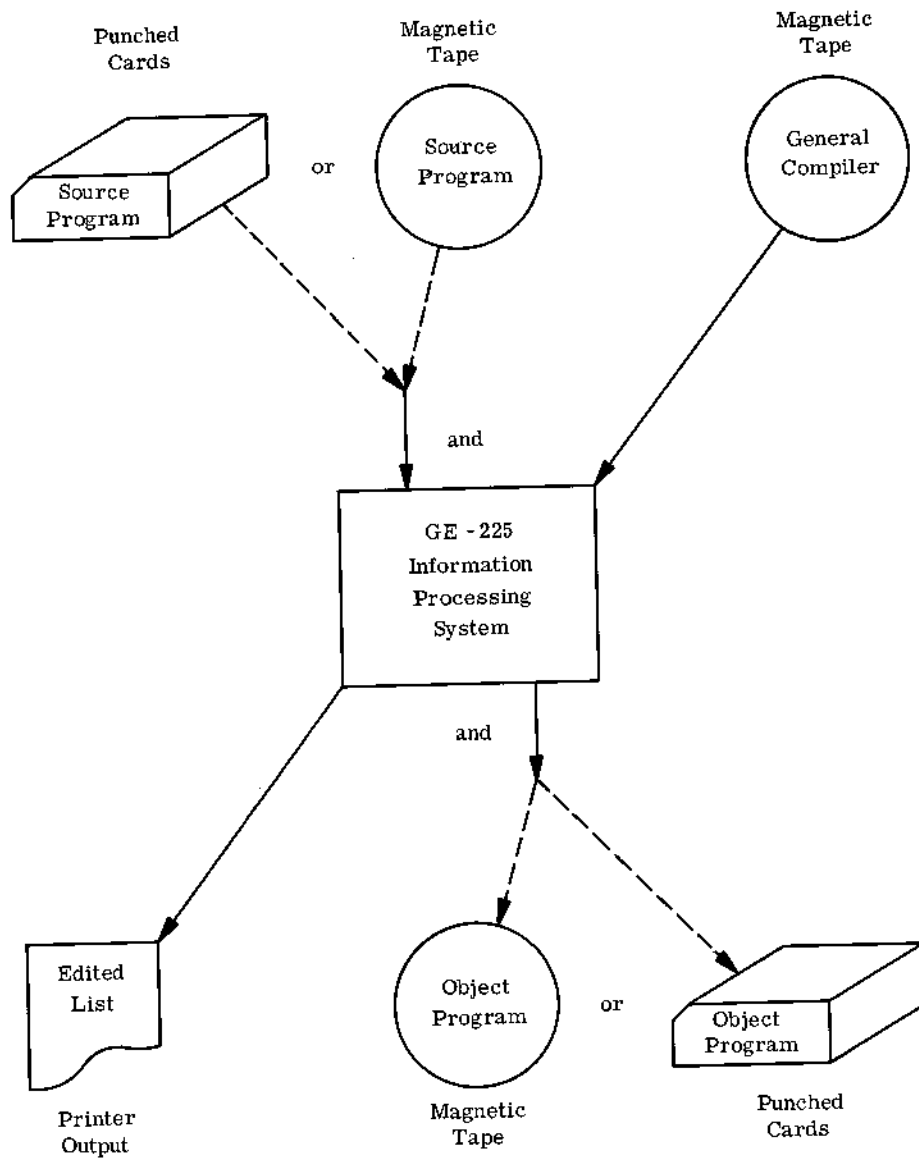 Punched
Cards
Magnetic
Tape
Magnetic
Tape
Source
Program
or
Source
Program
General
Compiler
and
GE - 225
Information
Processing
System
and
Edited
List
Object
Program
or
Object
Program
Printer
Output
Magnetic
Tape
Punched
Cards